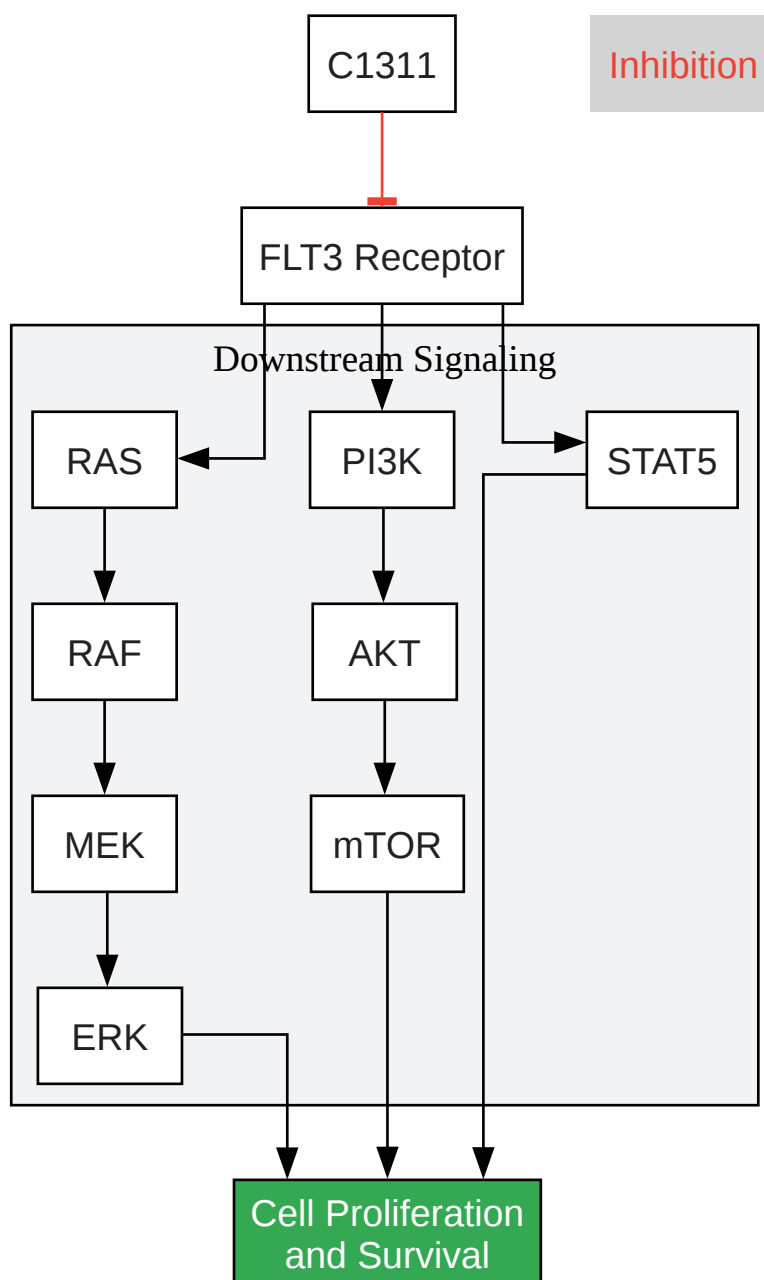 C1311
Inhibition
FLT3 Receptor
Downstream Signaling
RAS
PI3K
STAT5
RAF
AKT
MEK
mTOR
ERK
Cell Proliferation
and Survival